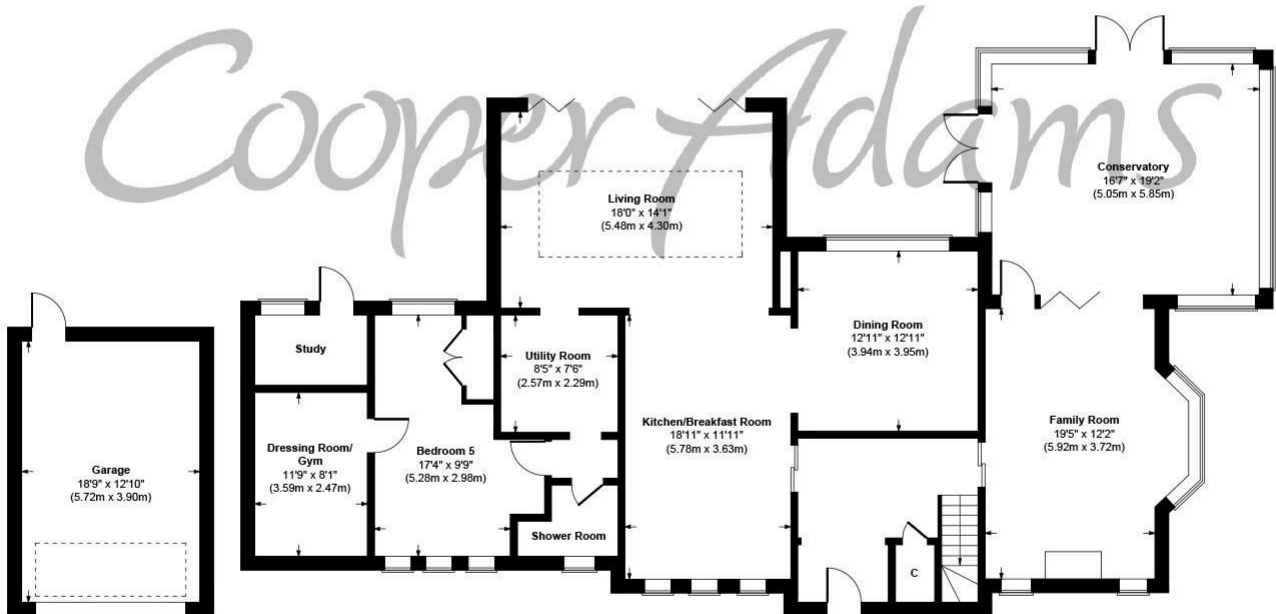 Cooper Adams
Conservatory
16'7" x 19'2"
(5.05m x 5.85m)
Living Room
18'0" x 14'1"
(5.48m x 4.30m)
Study
Utility Room
8'5" x 7'6"
(2.57m x 2.29m)
Dining Room
12'11" x 12'11"
(3.94m x 3.95m)
Garage
18'9" x 12'10"
(5.72m x 3.90m)
Dressing Room/
Gym
11'9" x 8'1"
(3.59m x 2.47m)
Bedroom 5
17'4" x 9'9"
(5.28m x 2.98m)
Kitchen/Breakfast Room
18'11" x 11'11"
(5.78m x 3.63m)
Family Room
19'5" x 12'2"
(5.92m x 3.72m)
Shower Room
C